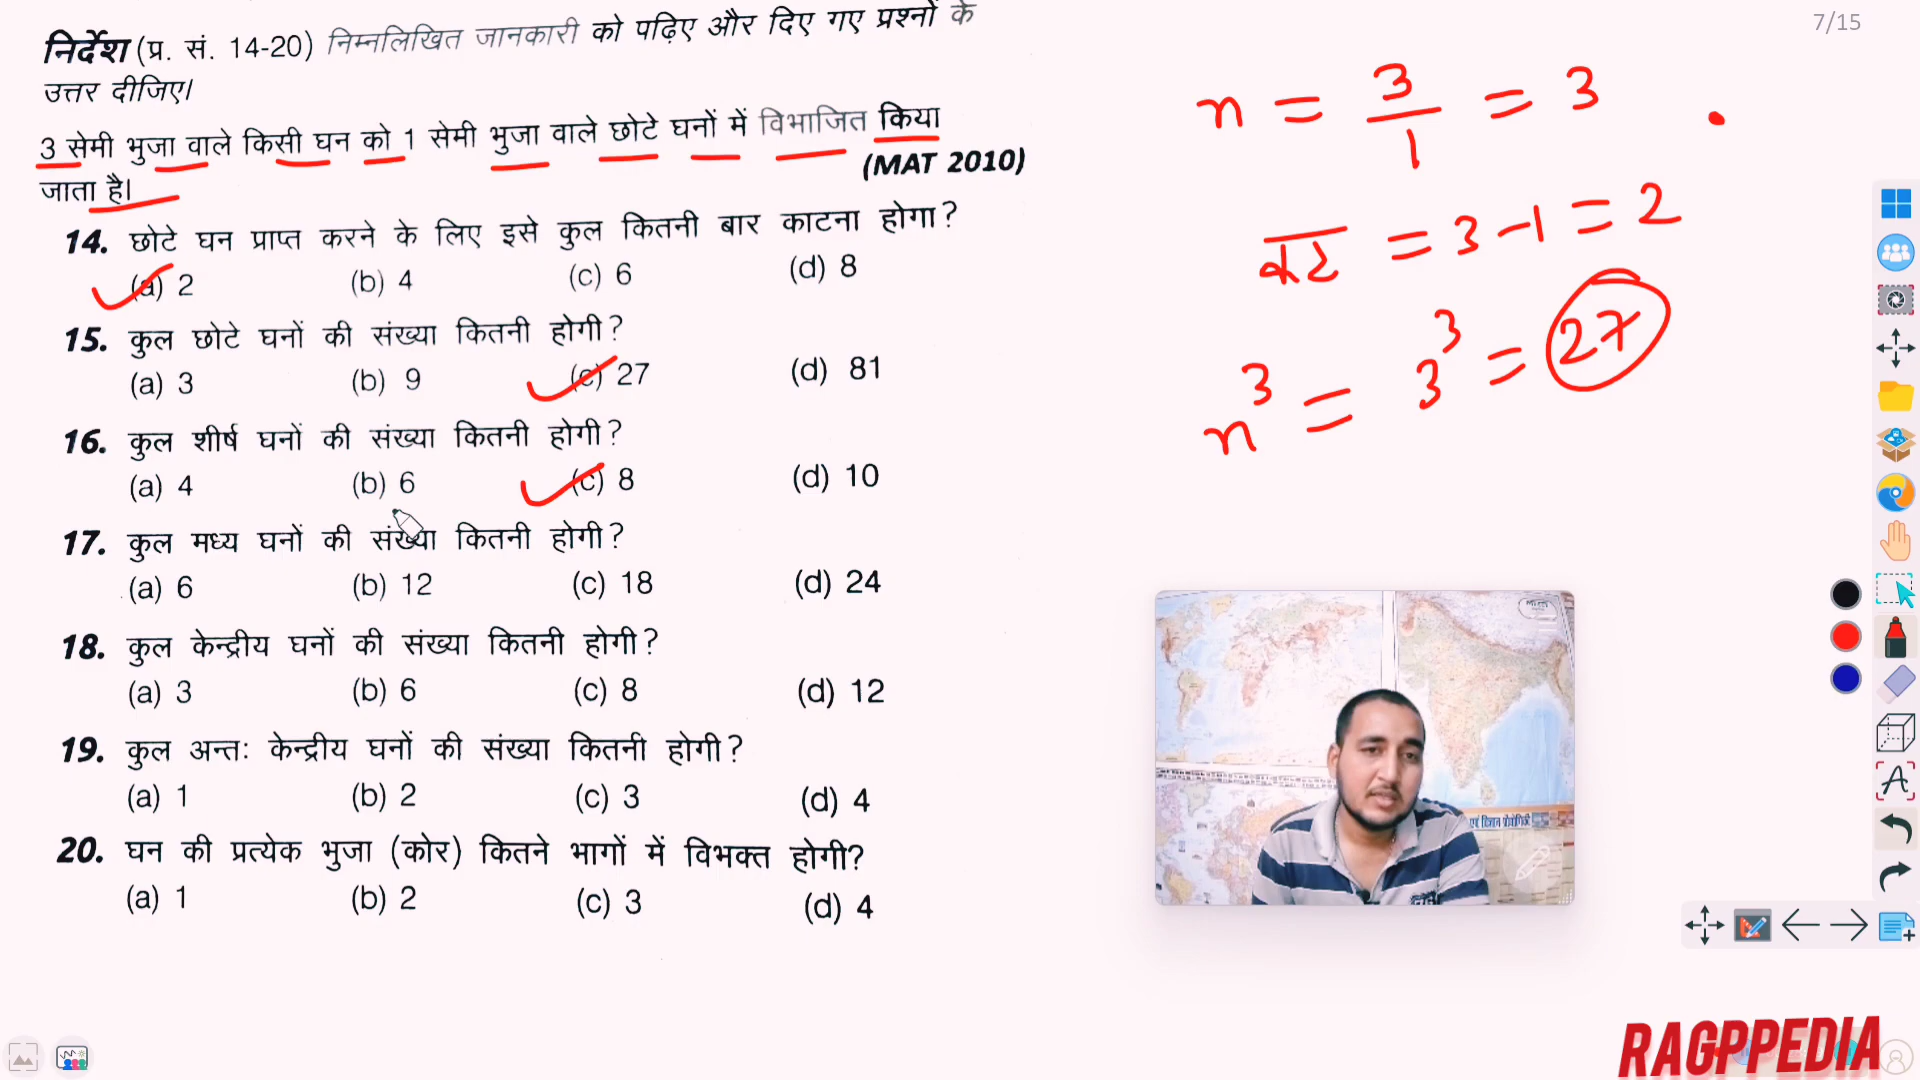 7/15
निर्देश (प्र. सं. 14-20) निम्नलिखित जानकारी को पढ़िए और दिए गए प्रश्नों के
उत्तर दीजिए।
3 सेमी भुजा वाले किसी घन को 1 सेमी भुजा वाले छोटे घनों में विभाजित किया
जाता है।
(MAT 2010)
14. छोटे घन प्राप्त करने के लिए इसे कुल कितनी बार काटना होगा?
(a) 2 (b) 4 (c) 6 (d) 8
15. कुल छोटे घनों की संख्या कितनी होगी?
(a) 3 (b) 9 (c) 27 (d) 81
16. कुल शीर्ष घनों की संख्या कितनी होगी?
(a) 4 (b) 6 (c) 8 (d) 10
17. कुल मध्य घनों की संख्या कितनी होगी?
(a) 6 (b) 12 (c) 18 (d) 24
18. कुल केन्द्रीय घनों की संख्या कितनी होगी?
(a) 3 (b) 6 (c) 8 (d) 12
19. कुल अन्तः केन्द्रीय घनों की संख्या कितनी होगी?
(a) 1 (b) 2 (c) 3 (d) 4
20. घन की प्रत्येक भुजा (कोर) कितने भागों में विभक्त होगी?
(a) 1 (b) 2 (c) 3 (d) 4
n = 3/1 = 3
कट = 3-1 = 2
n³ = 3³ = 27
RAGPPEDIA